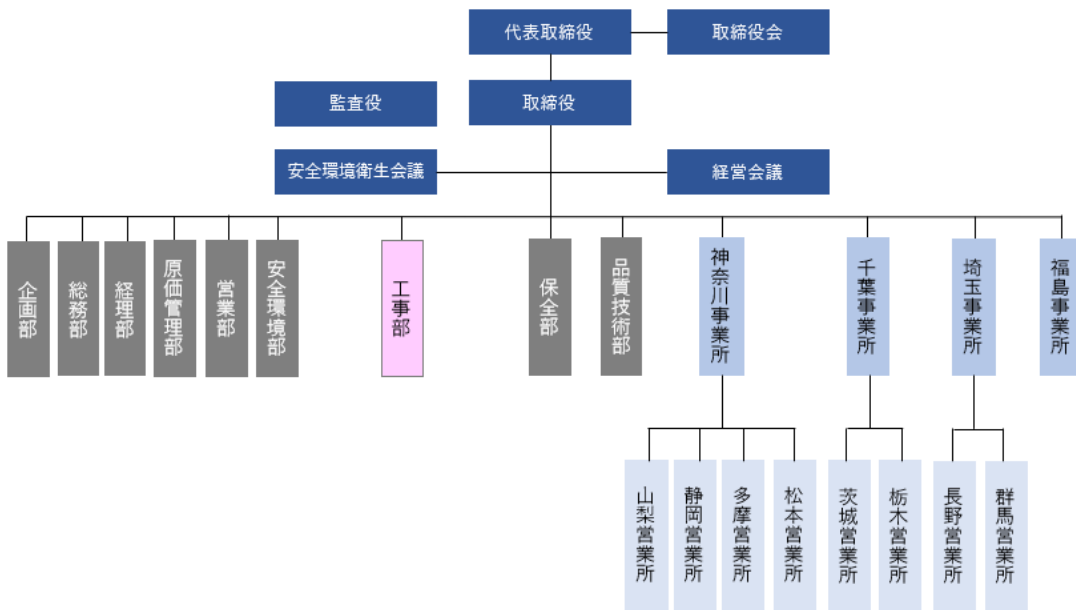 代表取締役
取締役会
監査役
取締役
安全環境衛生会議
経営会議
企画部
総務部
経理部
原価管理部
営業部
安全環境部
工事部
保全部
品質技術部
神奈川事業所
千葉事業所
埼玉事業所
福島事業所
山梨営業所
静岡営業所
多摩営業所
松本営業所
茨城営業所
栃木営業所
長野営業所
群馬営業所